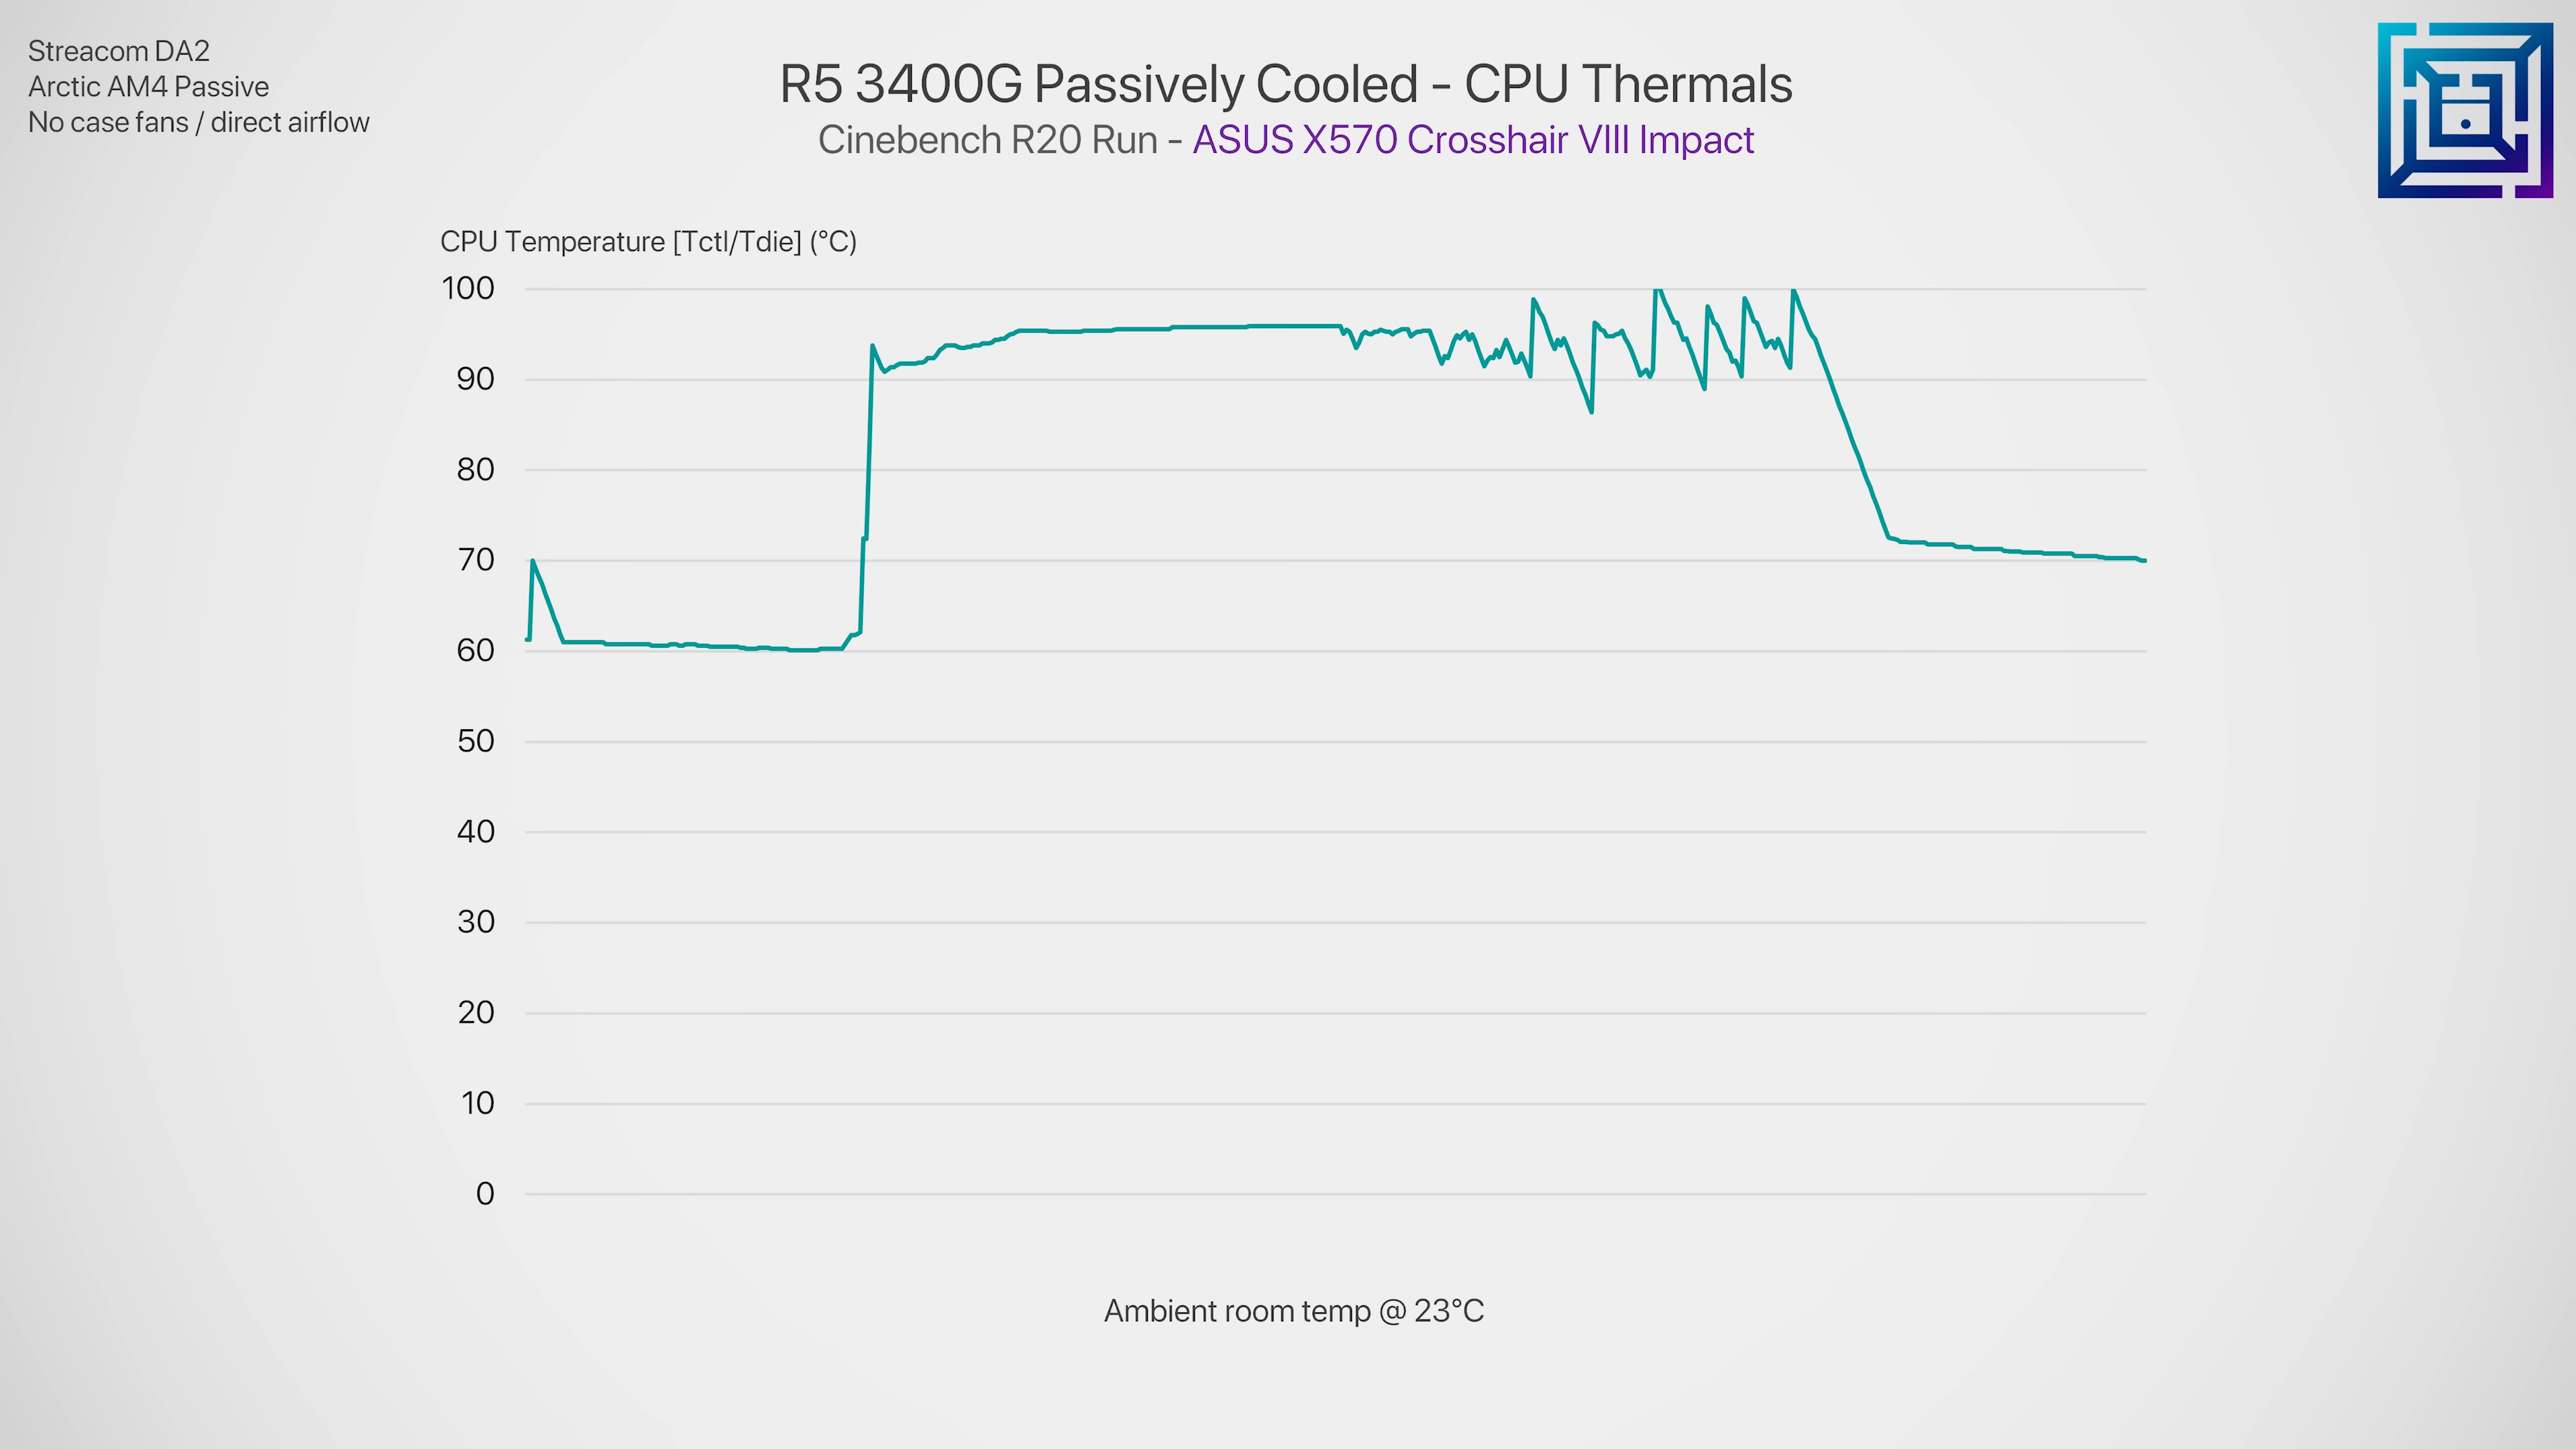 Streacom DA2
Arctic AM4 Passive
No case fans / direct airflow
R5 3400G Passively Cooled - CPU Thermals
Cinebench R20 Run - ASUS X570 Crosshair VIII Impact
CPU Temperature [Tctl/Tdie] (°C)
100
90
80
70
60
50
40
30
20
10
0
Ambient room temp @ 23°C